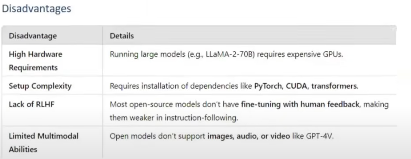 Disadvantages
Disadvantage Details
High Hardware Running large models (e.g., LLaMA-2-70B) requires expensive GPUs.
Requirements
Setup Complexity Requires installation of dependencies like PyTorch, CUDA, transformers.
Lack of RLHF Most open-source models don't have fine-tuning with human feedback, making
them weaker in instruction-following.
Limited Multimodal Open models don't support images, audio, or video like GPT-4V.
Abilities